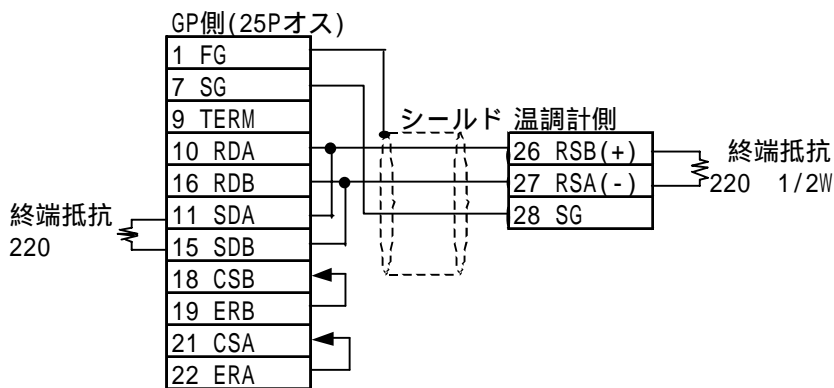 GP側(25Pオス)
1 FG
7 SG
9 TERM
10 RDA
16 RDB
11 SDA
15 SDB
18 CSB
19 ERB
21 CSA
22 ERA
終端抵抗
220
シールド
温調計側
26 RSB(+)
27 RSA(-)
28 SG
終端抵抗
220 1/2W